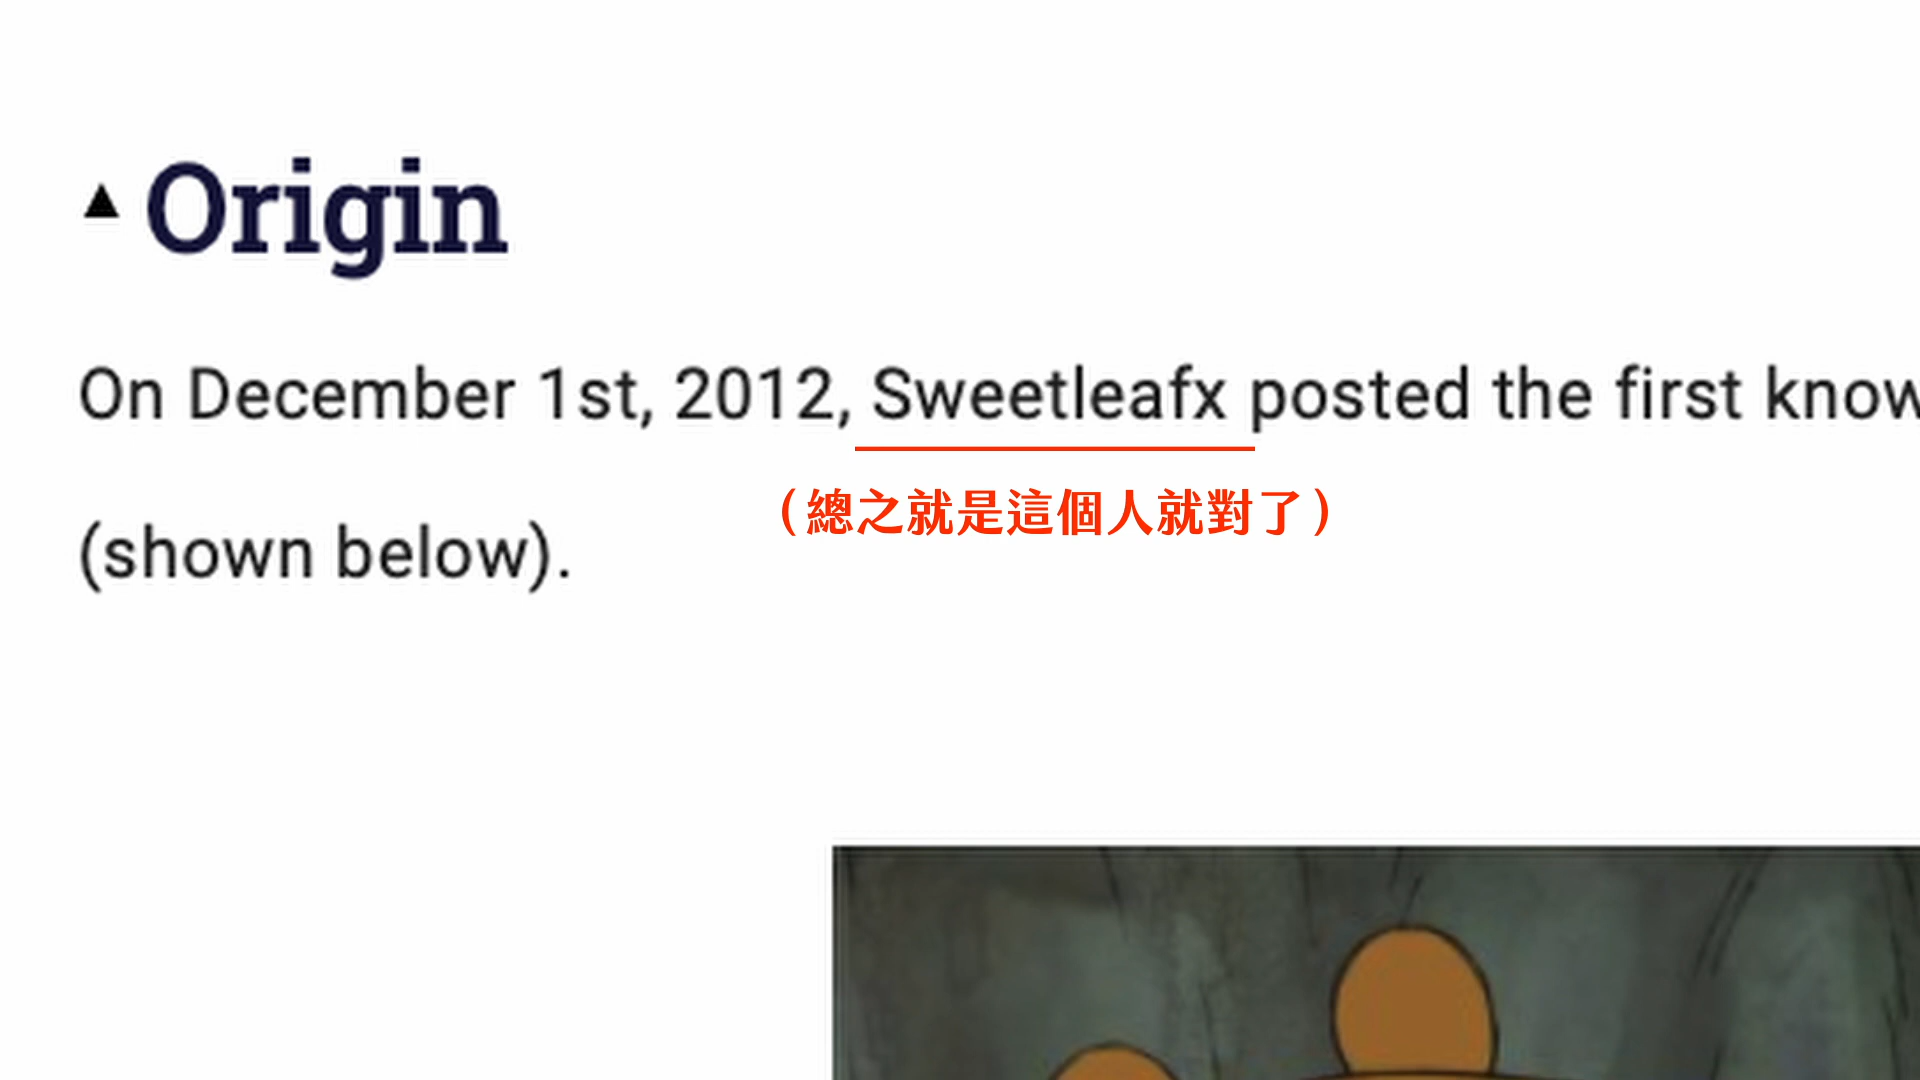 ▲ Origin
On December 1st, 2012, Sweetleafx posted the first
（總之就是這個人就對了）
(shown below).